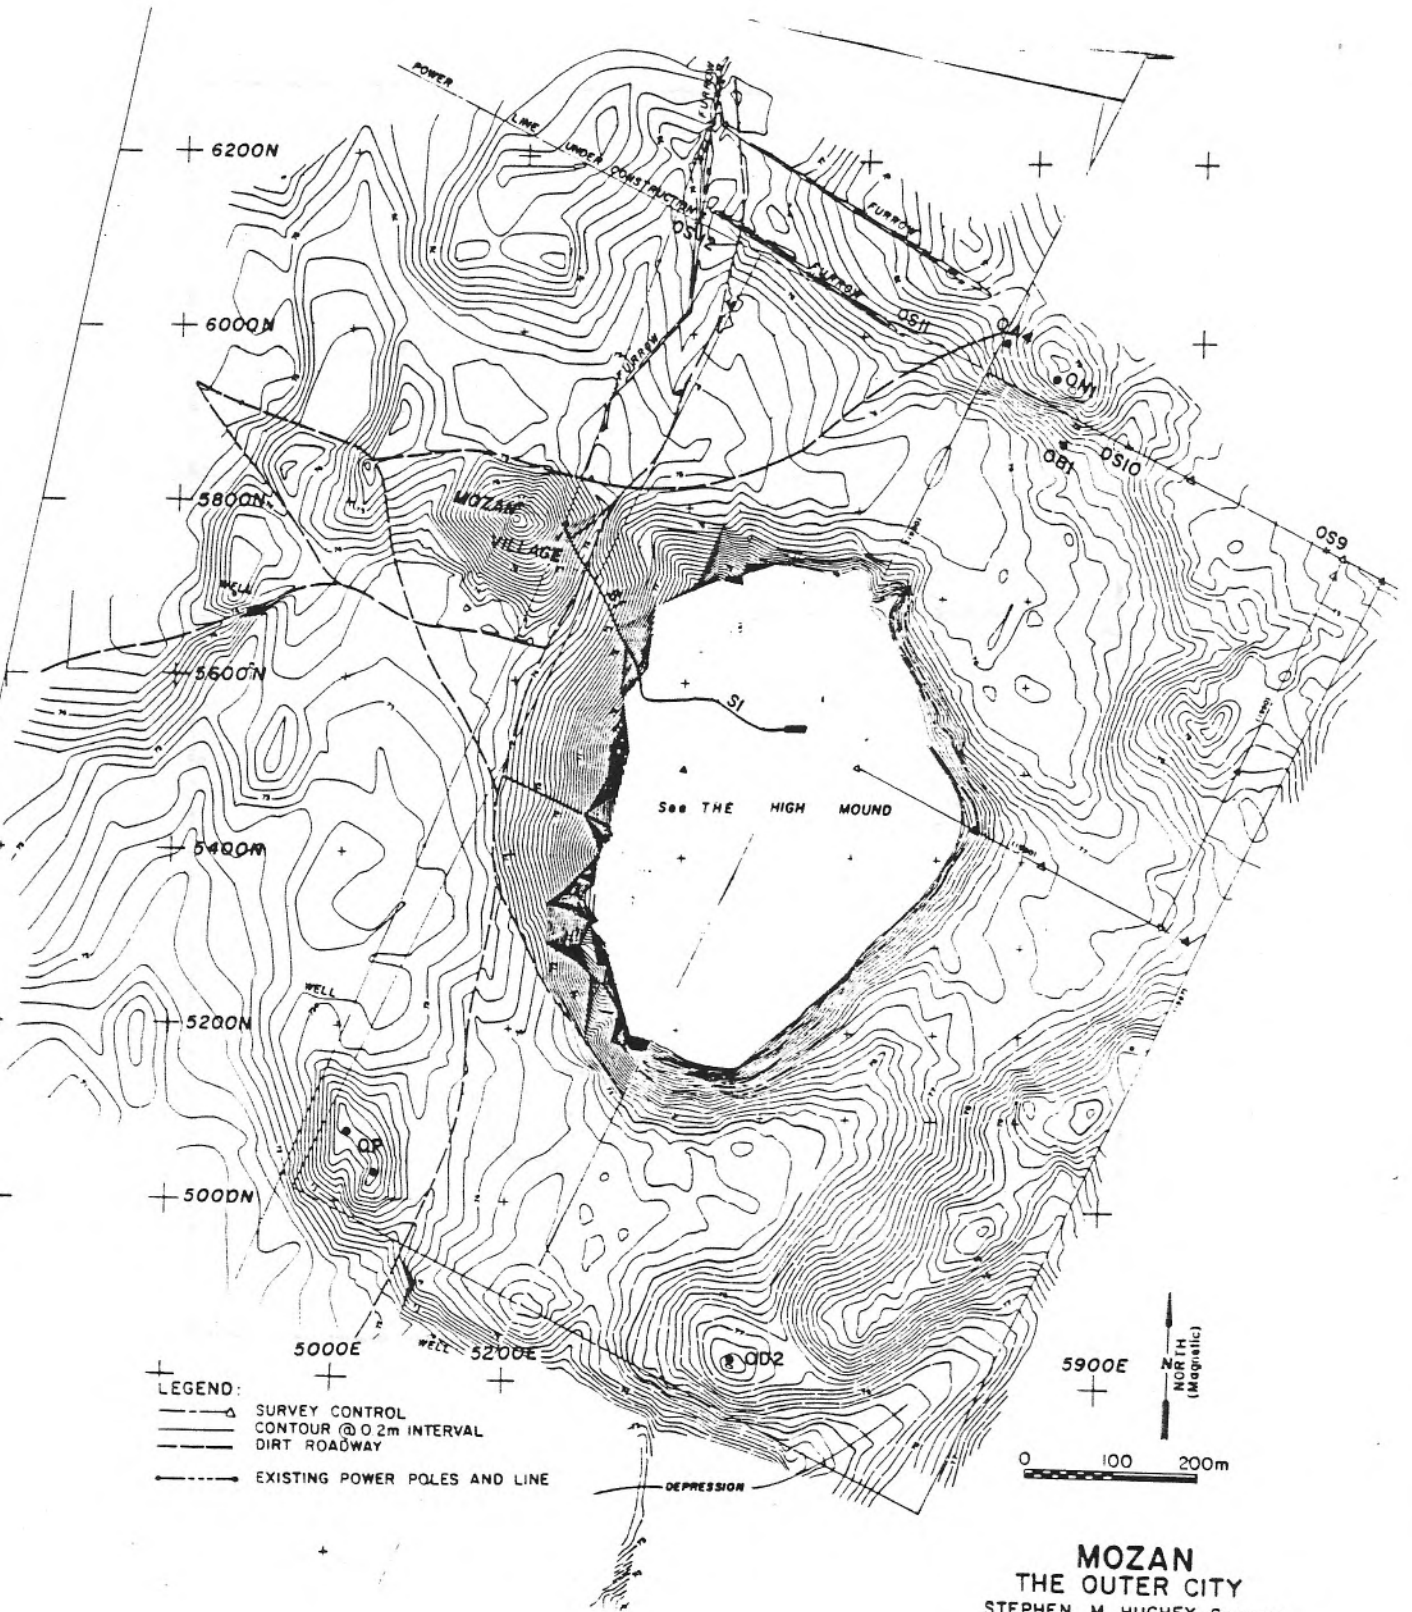 POWER LINE UNDER CONSTRUCTION
FURROW
6200N
FURROW
OS12
FURROW
OS11
6000N
FURROW
OA4
ON1
OB1
OS10
MOZAN
VILLAGE
5800N
OS9
WELL
5600N
S1
See THE HIGH MOUND
5400N
WELL
5200N
OP
5000N
5000E
WELL
5200E
OD2
5900E
N
NORTH
(Magnetic)
LEGEND:
SURVEY CONTROL
CONTOUR @ 0.2m INTERVAL
DIRT ROADWAY
EXISTING POWER POLES AND LINE
DEPRESSION
0 100 200m
MOZAN
THE OUTER CITY
STEPHEN M. HUGHEY